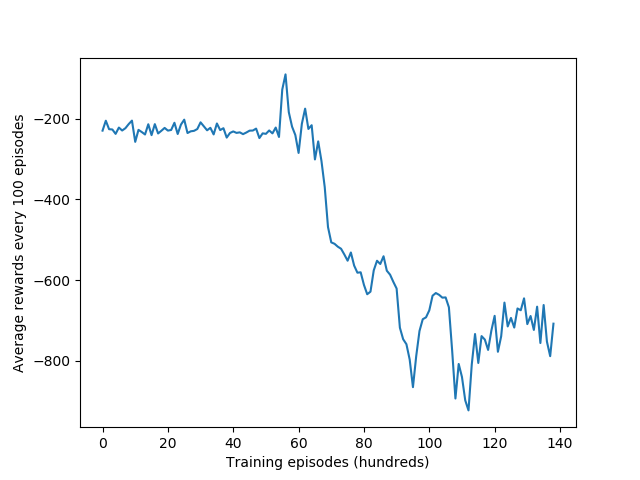 −200
−400
−600
−800
Average rewards every 100 episodes
0 20 40 60 80 100 120 140
Training episodes (hundreds)